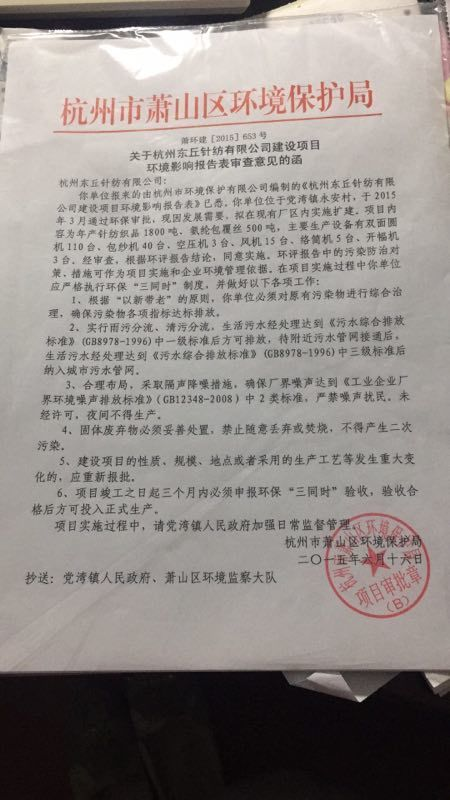 杭州市萧山区环境保护局
萧环建[2015]653号
关于杭州东丘针纺有限公司建设项目
环境影响报告表审查意见的函
杭州东丘针纺有限公司：
你单位报来的由杭州市环境保护有限公司编制的《杭州东丘针纺有限
公司建设项目环境影响报告表》已悉，你单位位于党湾镇永安村，于2015
年3月通过环保审批，现因发展需要，拟在现有厂区内实施扩建。项目内
容为年产针纺织品1800吨、氨纶包覆丝500吨，主要生产设备有双面圆
机110台、包纱机40台、空压机3台、风机15台、络筒机5台、开幅机
3台。经审查，根据环评报告结论，同意实施。环评报告中的污染防治对
策、措施可作为项目实施和企业环境管理依据。在项目实施过程中你单位
应严格执行环保“三同时”制度，并做好以下各项工作：
1、根据“以新带老”的原则，你单位必须对原有污染物进行综合治
理，确保污染物各项指标达标排放。
2、实行雨污分流、清污分流，生活污水经处理达到《污水综合排放
标准》(GB8978-1996)中一级标准后方可排放，待附近污水管网接通后，
生活污水经处理达到《污水综合排放标准》(GB8978-1996)中三级标准后
纳入城市污水管网。
3、合理布局，采取隔声降噪措施，确保厂界噪声达到《工业企业厂
界环境噪声排放标准》(GB12348-2008)中2类标准，严禁噪声扰民。未
经许可，夜间不得生产。
4、固体废弃物必须妥善处置，禁止随意丢弃或焚烧，不得产生二次
污染。
5、建设项目的性质、规模、地点或者采用的生产工艺等发生重大变
化的，应重新报批。
6、项目竣工之日起三个月内必须申报环保“三同时”验收，验收合
格后方可投入正式生产。
项目实施过程中，请党湾镇人民政府加强日常监督管理。
杭州市萧山区环境保护局
二〇一五年六月十六日
抄送：党湾镇人民政府、萧山区环境监察大队
杭州市萧山区环境保护局
项目审批章
(B)